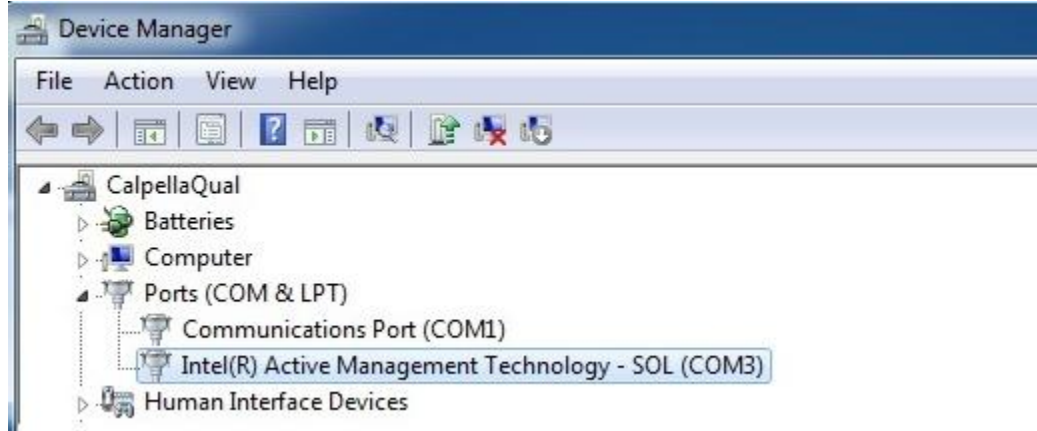 Device Manager
File Action View Help
CalpellaQual
Batteries
Computer
Ports (COM & LPT)
Communications Port (COM1)
Intel(R) Active Management Technology - SOL (COM3)
Human Interface Devices